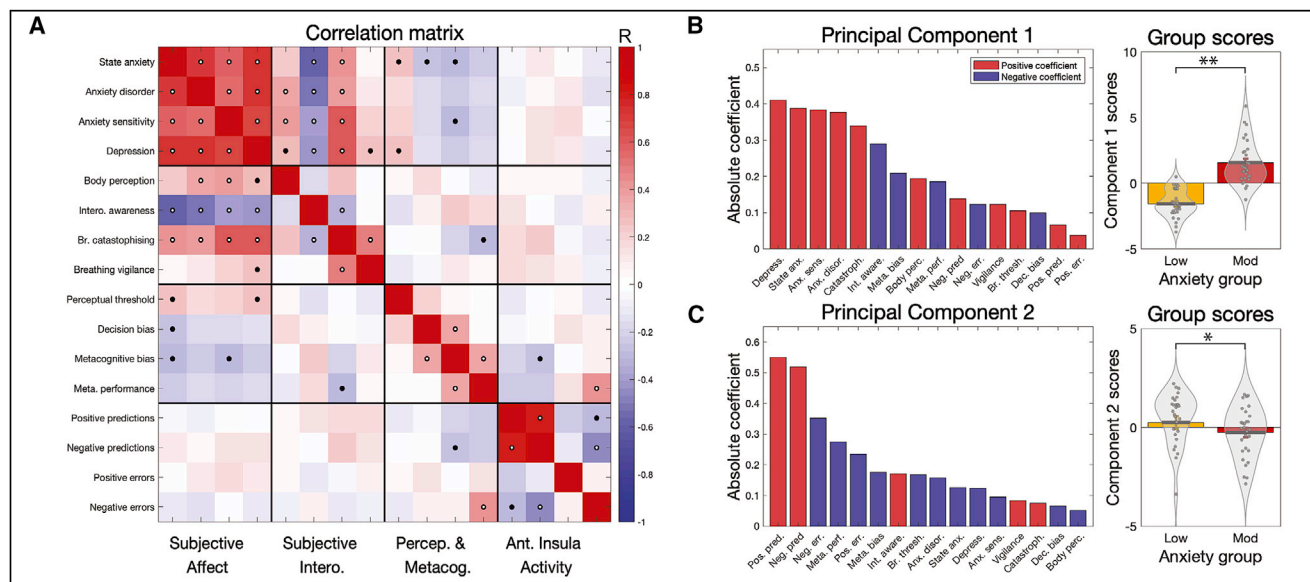 A
Correlation matrix
R
State anxiety
Anxiety disorder
Anxiety sensitivity
Depression
Body perception
Intero. awareness
Br. catastophising
Breathing vigilance
Perceptual threshold
Decision bias
Metacognitive bias
Meta. performance
Positive predictions
Negative predictions
Positive errors
Negative errors
Subjective
Affect
Subjective
Intero.
Percep. &
Metacog.
Ant. Insula
Activity
1
0.8
0.6
0.4
0.2
0
-0.2
-0.4
-0.6
-0.8
-1
B
Principal Component 1
Positive coefficient
Negative coefficient
Absolute coefficient
0.5
0.4
0.3
0.2
0.1
0
Depress.
State anx.
Anx. sens.
Anx. disor.
Catastroph.
Int. aware.
Meta. bias
Body perc.
Meta. perf.
Neg. pred
Neg. err.
Vigilance
Br. thresh.
Dec. bias
Pos. pred.
Pos. err.
Group scores
**
Component 1 scores
10
5
0
-5
Low Mod
Anxiety group
C
Principal Component 2
Absolute coefficient
0.6
0.5
0.4
0.3
0.2
0.1
0
Pos. pred.
Neg. pred
Neg. err.
Meta. perf.
Pos. err.
Meta. bias
Int. aware.
Br. thresh.
Anx. disor.
State anx.
Depress.
Anx. sens.
Vigilance
Catastroph.
Dec. bias
Body perc.
Group scores
*
Component 2 scores
5
0
-5
Low Mod
Anxiety group